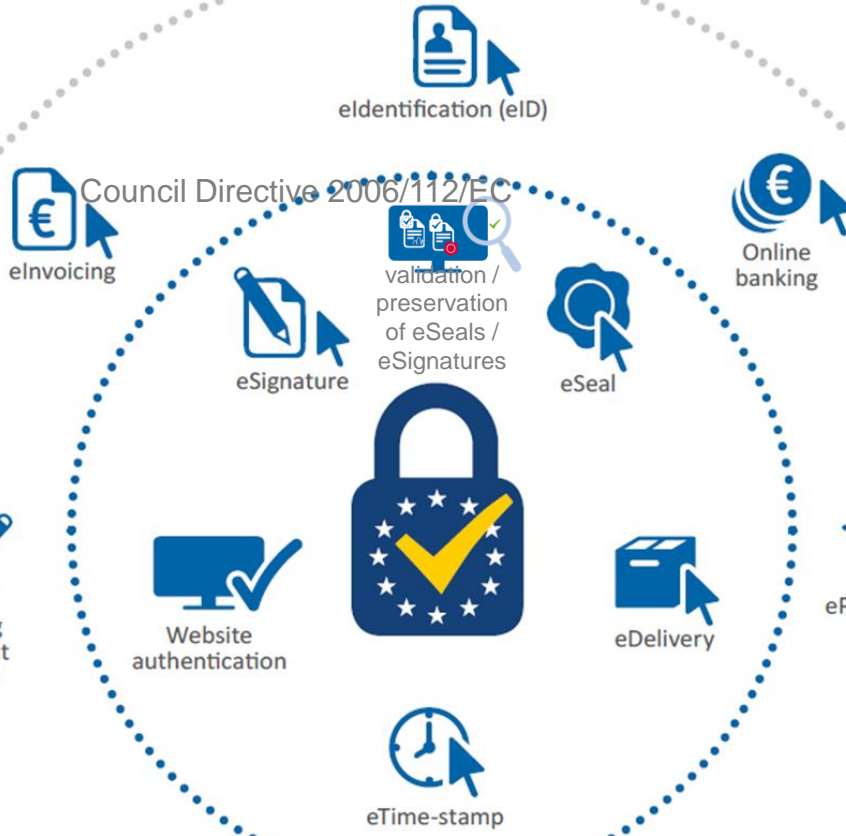 eIdentification (eID)
Council Directive 2006/112/EC
eInvoicing
Online
banking
validation /
preservation
of eSeals /
eSignatures
eSignature
eSeal
Website
authentication
eDelivery
eTime-stamp